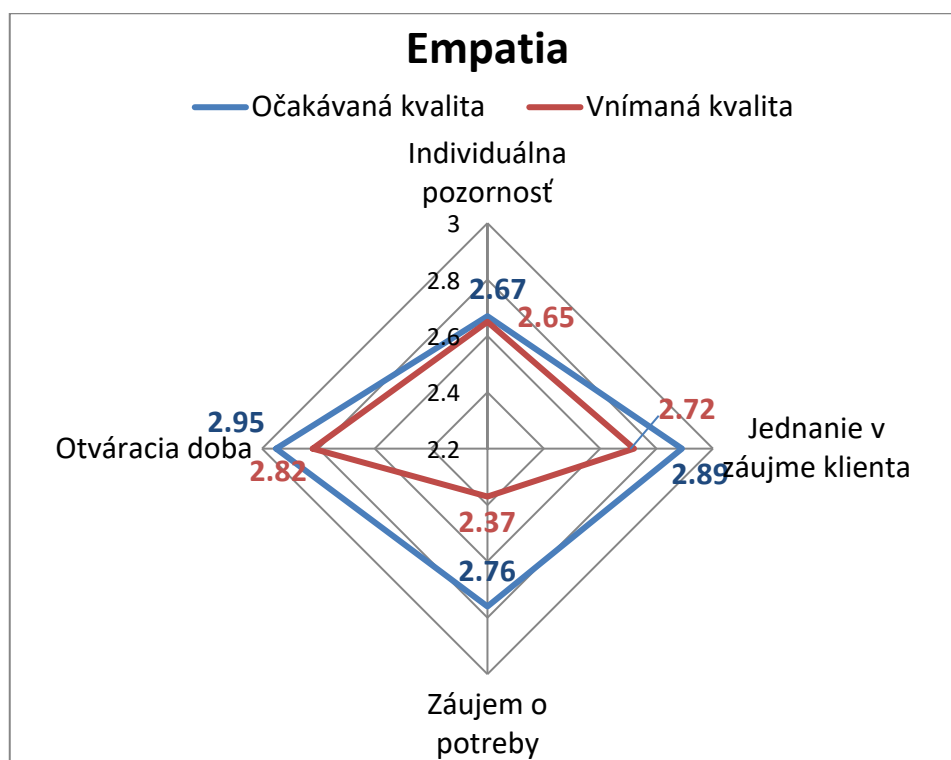 Empatia
Očakávaná kvalita
Vnímaná kvalita
Individuálna
pozornosť
3
2.8
2.67
2.65
2.6
2.4
2.95
2.72
Otváracia doba
2.2
Jednanie v
záujme klienta
2.82
2.89
2.37
2.76
Záujem o
potreby